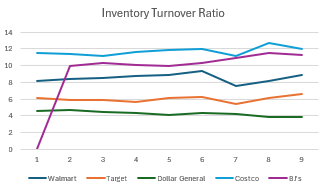 Inventory Turnover Ratio
14
12
10
8
6
4
2
0
1 2 3 4 5 6 7 8 9
Walmart Target Dollar General Costco BJ's